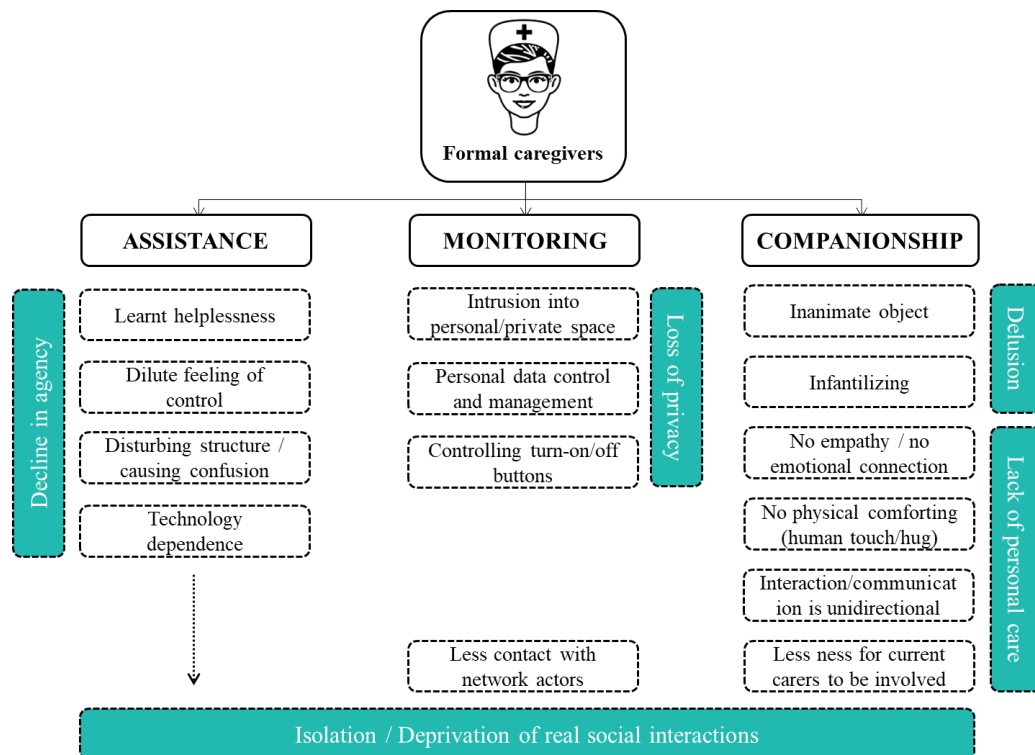 Formal caregivers
ASSISTANCE
MONITORING
COMPANIONSHIP
Decline in agency
Learnt helplessness
Dilute feeling of
control
Disturbing structure /
causing confusion
Technology
dependence
Intrusion into
personal/private space
Personal data control
and management
Controlling turn-on/off
buttons
Less contact with
network actors
Loss of privacy
Inanimate object
Infantilizing
No empathy / no
emotional connection
No physical comforting
(human touch/hug)
Interaction/communicat
ion is unidirectional
Less ness for current
carers to be involved
Delusion
Lack of personal care
Isolation / Deprivation of real social interactions